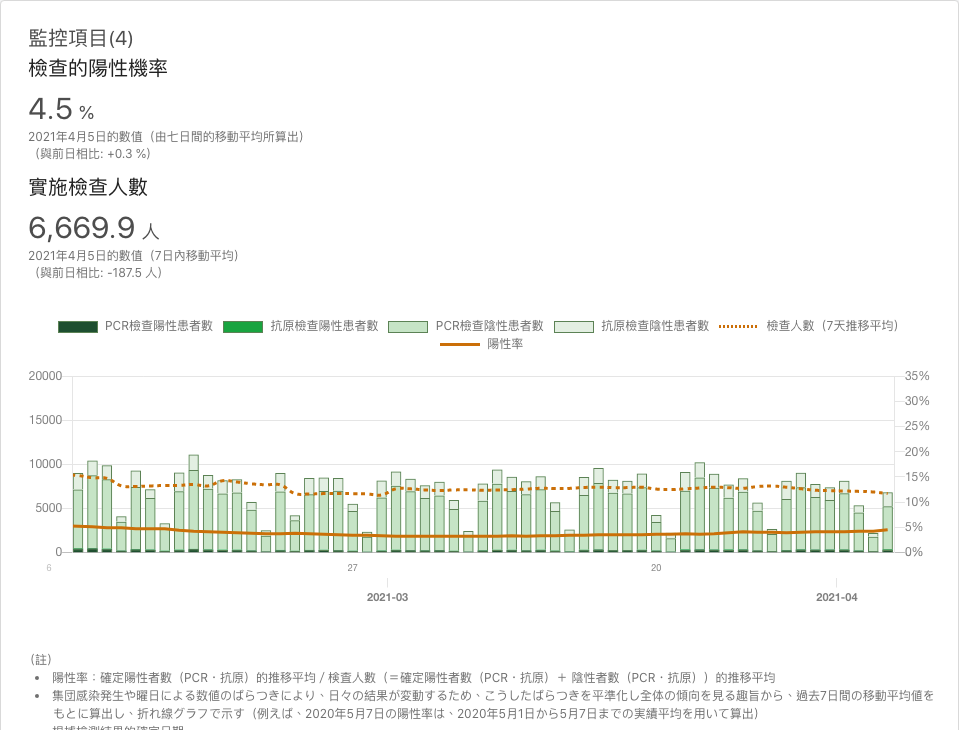 監控項目(4)
檢查的陽性機率
4.5 %
2021年4月5日的數值（由七日間的移動平均所算出）
（與前日相比: +0.3 %）
實施檢查人數
6,669.9 人
2021年4月5日的數值（7日內移動平均）
（與前日相比: -187.5 人）
PCR檢查陽性患者數 抗原檢查陽性患者數 PCR檢查陰性患者數 抗原檢查陰性患者數 檢查人數（7天推移平均）
陽性率
20000 35%
30%
15000 25%
20%
10000 15%
10%
5000 5%
0 0%
6 27 20
2021-03 2021-04
（註）
• 陽性率：確定陽性者數（PCR・抗原）的推移平均 / 検査人數（＝確定陽性者數（PCR・抗原）＋ 陰性者數（PCR・抗原））的推移平均
• 集団感染発生や曜日による数値のばらつきにより、日々の結果が変動するため、こうしたばらつきを平準化し全体の傾向を見る趣旨から、過去7日間の移動平均値を
もとに算出し、折れ線グラフで示す（例えば、2020年5月7日の陽性率は、2020年5月1日から5月7日までの実績平均を用いて算出）